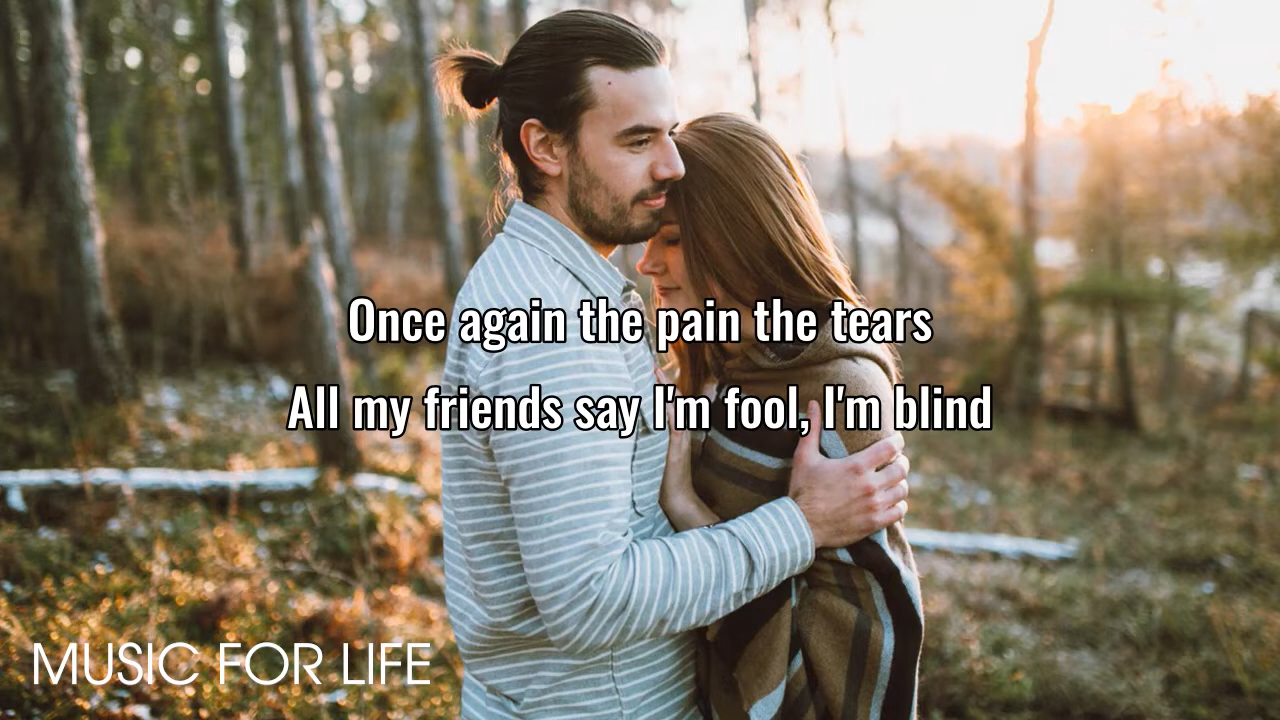 Once again the pain the tears
All my friends say I'm fool, I'm blind
MUSIC FOR LIFE